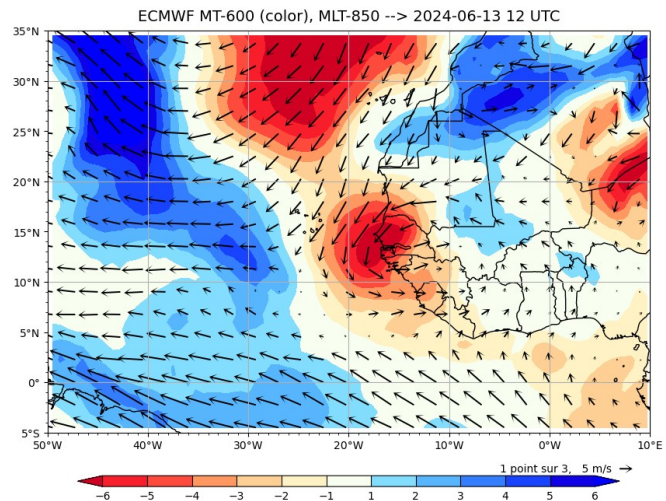 ECMWF MT-600 (color), MLT-850 --> 2024-06-13 12 UTC
35°N
30°N
25°N
20°N
15°N
10°N
5°N
0°
5°S
50°W 40°W 30°W 20°W 10°W 0°W 10°E
1 point sur 3, 5 m/s
−6 −5 −4 −3 −2 −1 1 2 3 4 5 6